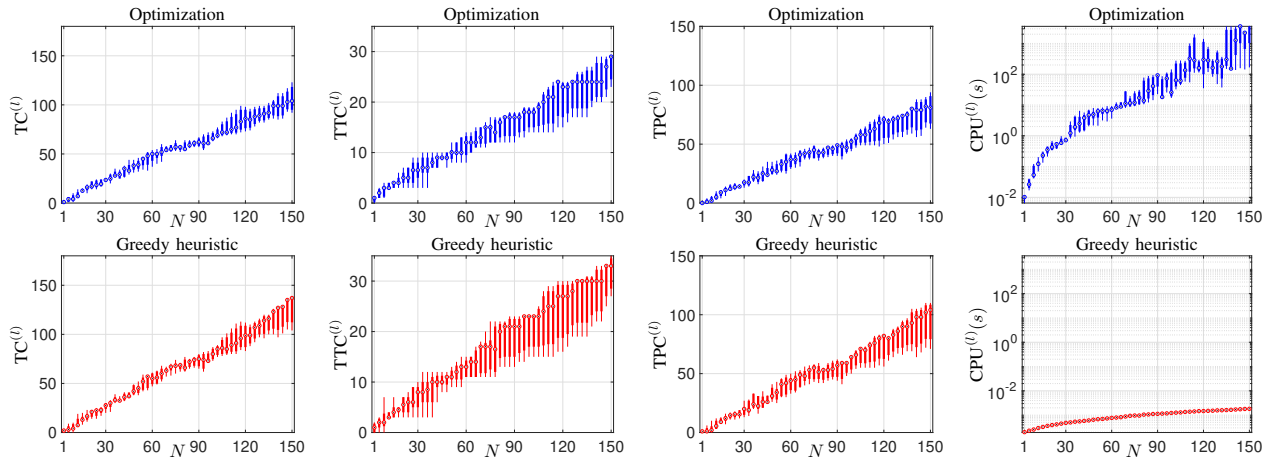 Optimization
TC^(l)
150
100
50
0
1 30 60 N 90 120 150
Optimization
TTC^(l)
30
20
10
0
1 30 60 N 90 120 150
Optimization
TPC^(l)
150
100
50
0
1 30 60 N 90 120 150
Optimization
CPU^(l)(s)
10^2
10^0
10^-2
1 30 60 N 90 120 150
Greedy heuristic
TC^(l)
150
100
50
0
1 30 60 N 90 120 150
Greedy heuristic
TTC^(l)
30
20
10
0
1 30 60 N 90 120 150
Greedy heuristic
TPC^(l)
150
100
50
0
1 30 60 N 90 120 150
Greedy heuristic
CPU^(l)(s)
10^2
10^0
10^-2
1 30 60 N 90 120 150